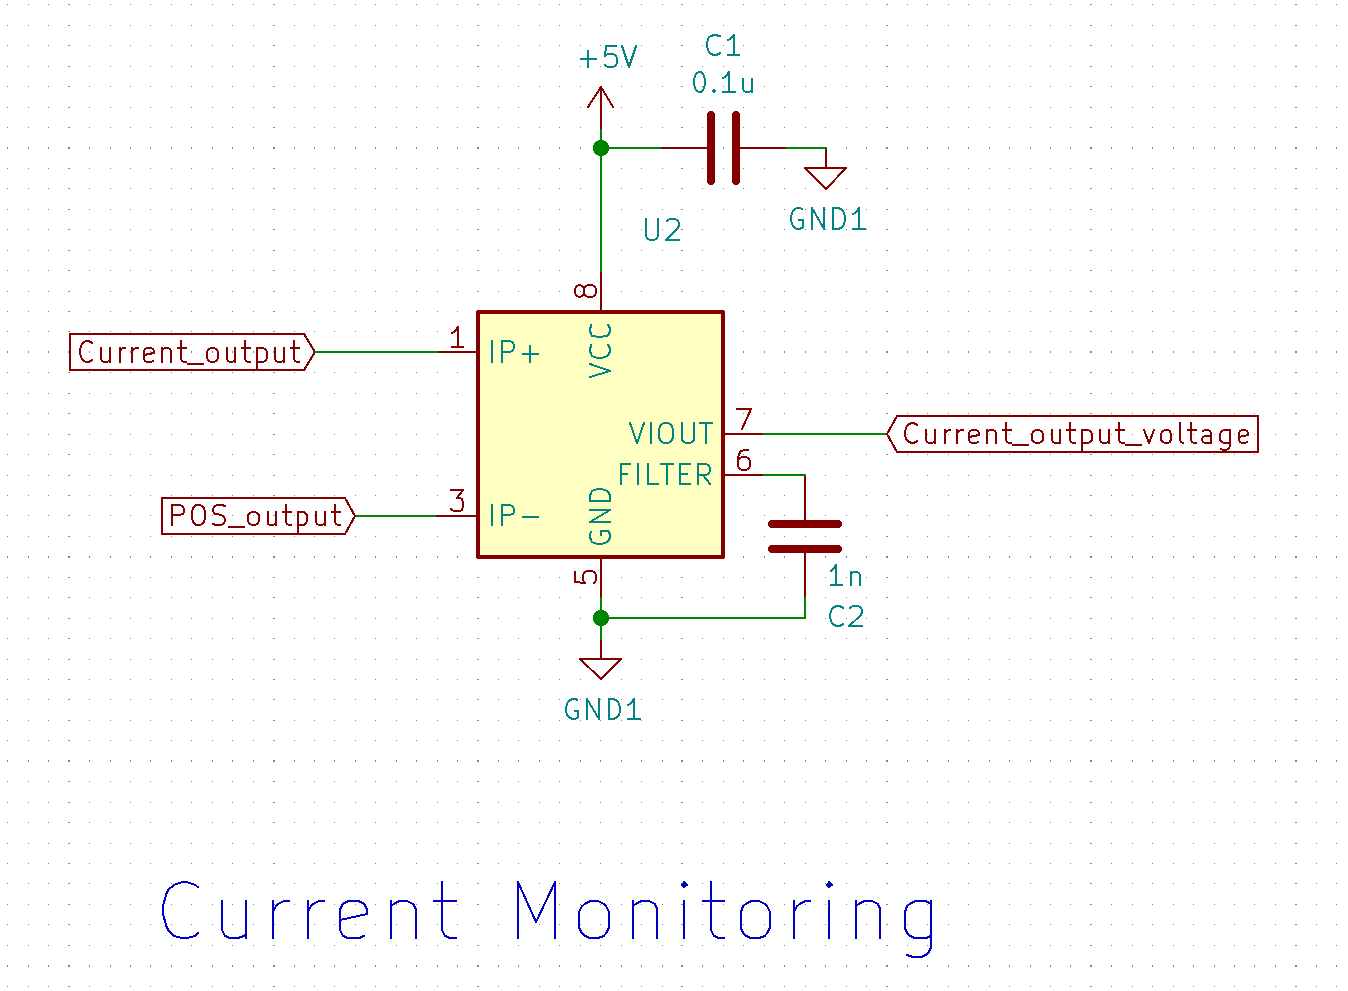 C1
+5V
0.1u
GND1
U2
8
Current_output
1
IP+
VCC
7
VIOUT
Current_output_voltage
6
FILTER
POS_output
3
IP-
GND
5
1n
C2
GND1
Current Monitoring